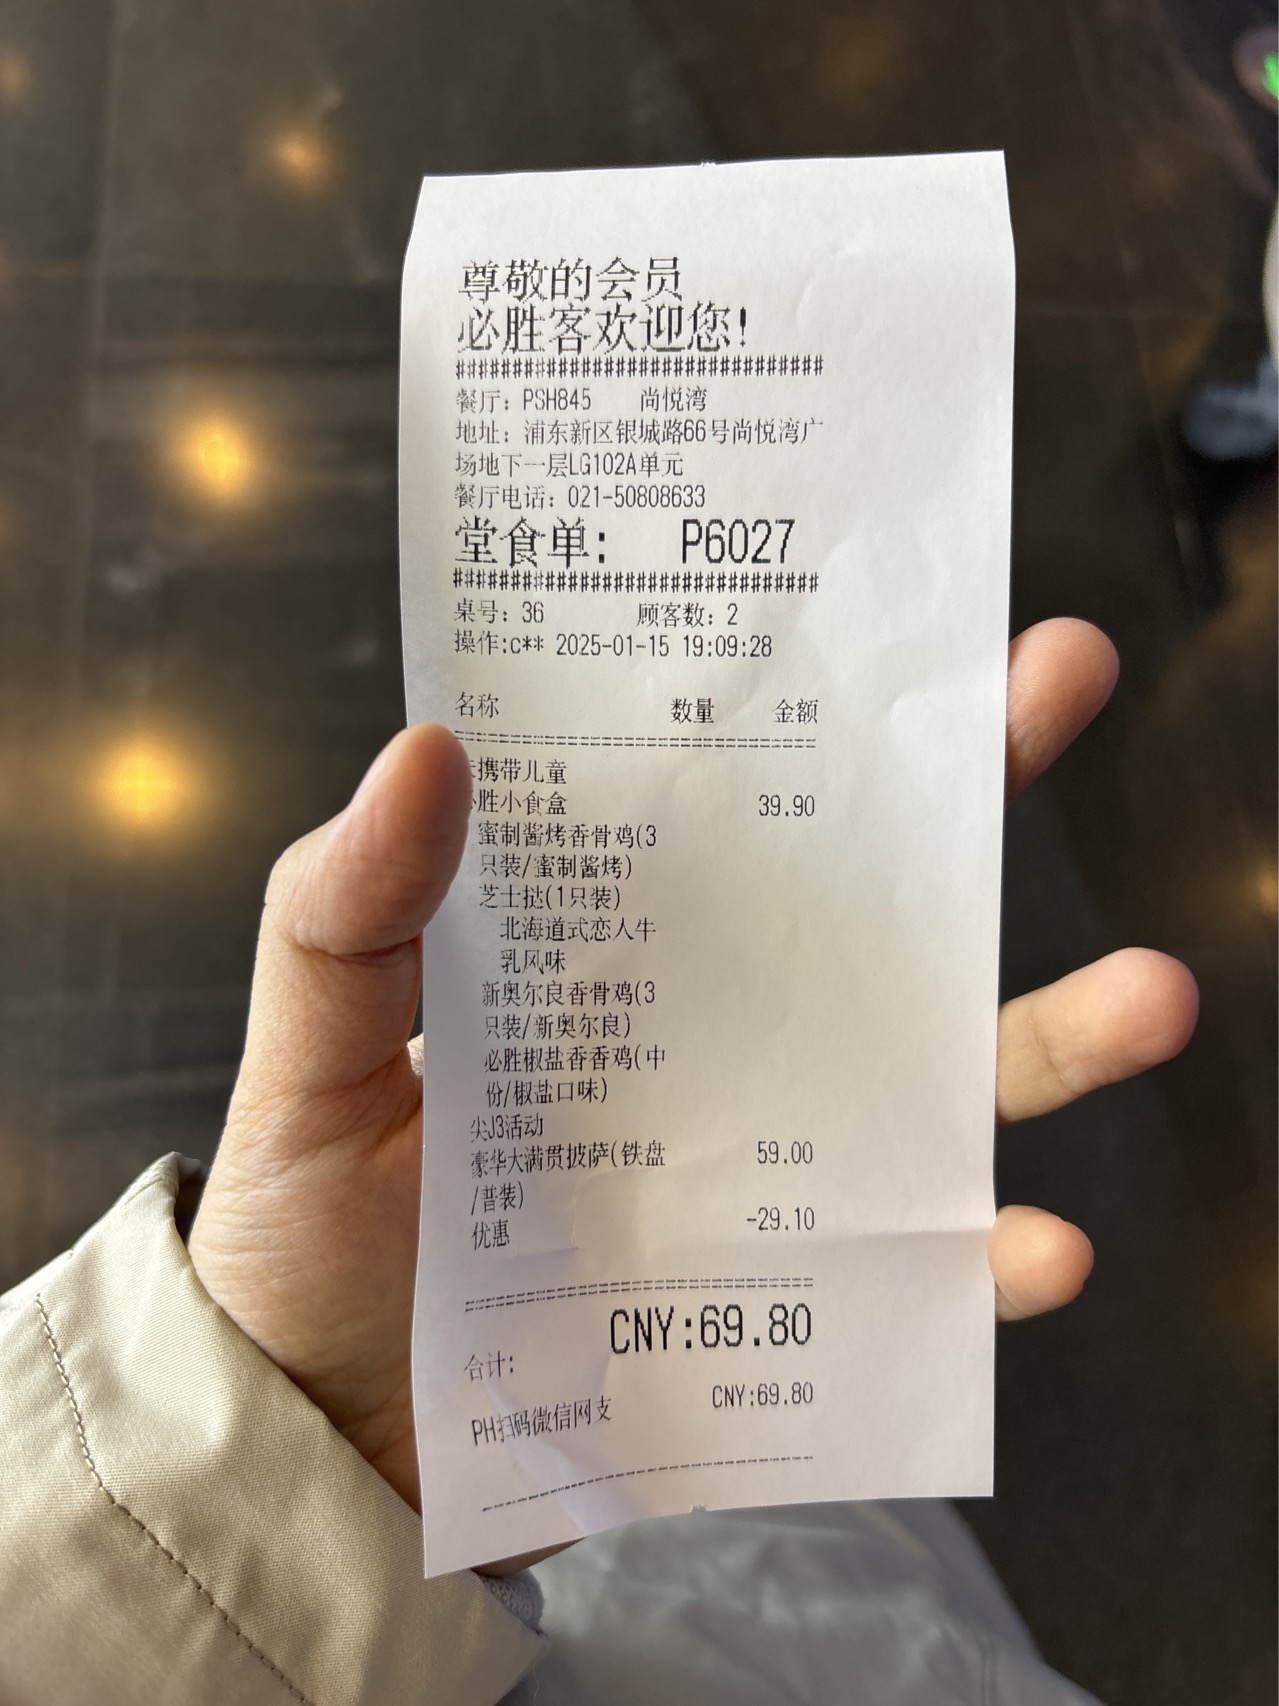 尊敬的会员
必胜客欢迎您!
################################
餐厅: PSH845 尚悦湾
地址: 浦东新区银城路66号尚悦湾广
场地下一层LG102A单元
餐厅电话: 021-50808633
堂食单: P6027
################################
桌号: 36 顾客数: 2
操作:c** 2025-01-15 19:09:28
名称 数量 金额
携带儿童
胜小食盒 39.90
蜜制酱烤香骨鸡(3
只装/蜜制酱烤)
芝士挞(1只装)
北海道式恋人牛
乳风味
新奥尔良香骨鸡(3
只装/新奥尔良)
必胜椒盐香香鸡(中
份/椒盐口味)
尖J3活动
豪华大满贯披萨(铁盘 59.00
/普装)
优惠 -29.10
CNY:69.80
合计:
PH扫码微信网支 CNY:69.80